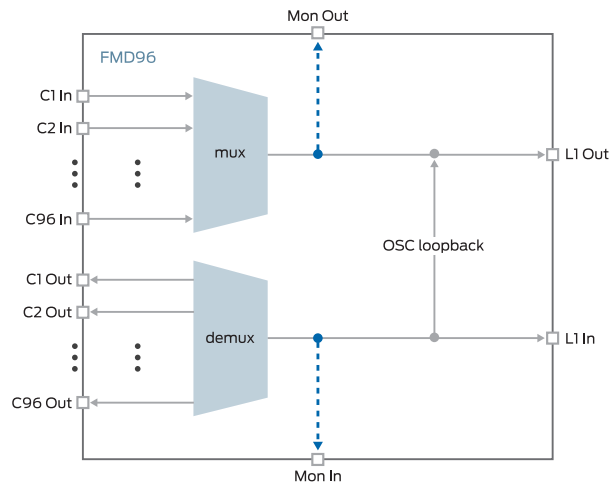 Mon Out
FMD96
C1 In
C2 In
mux
L1 Out
C96 In
OSC loopback
C1 Out
C2 Out
demux
L1 In
C96 Out
Mon In